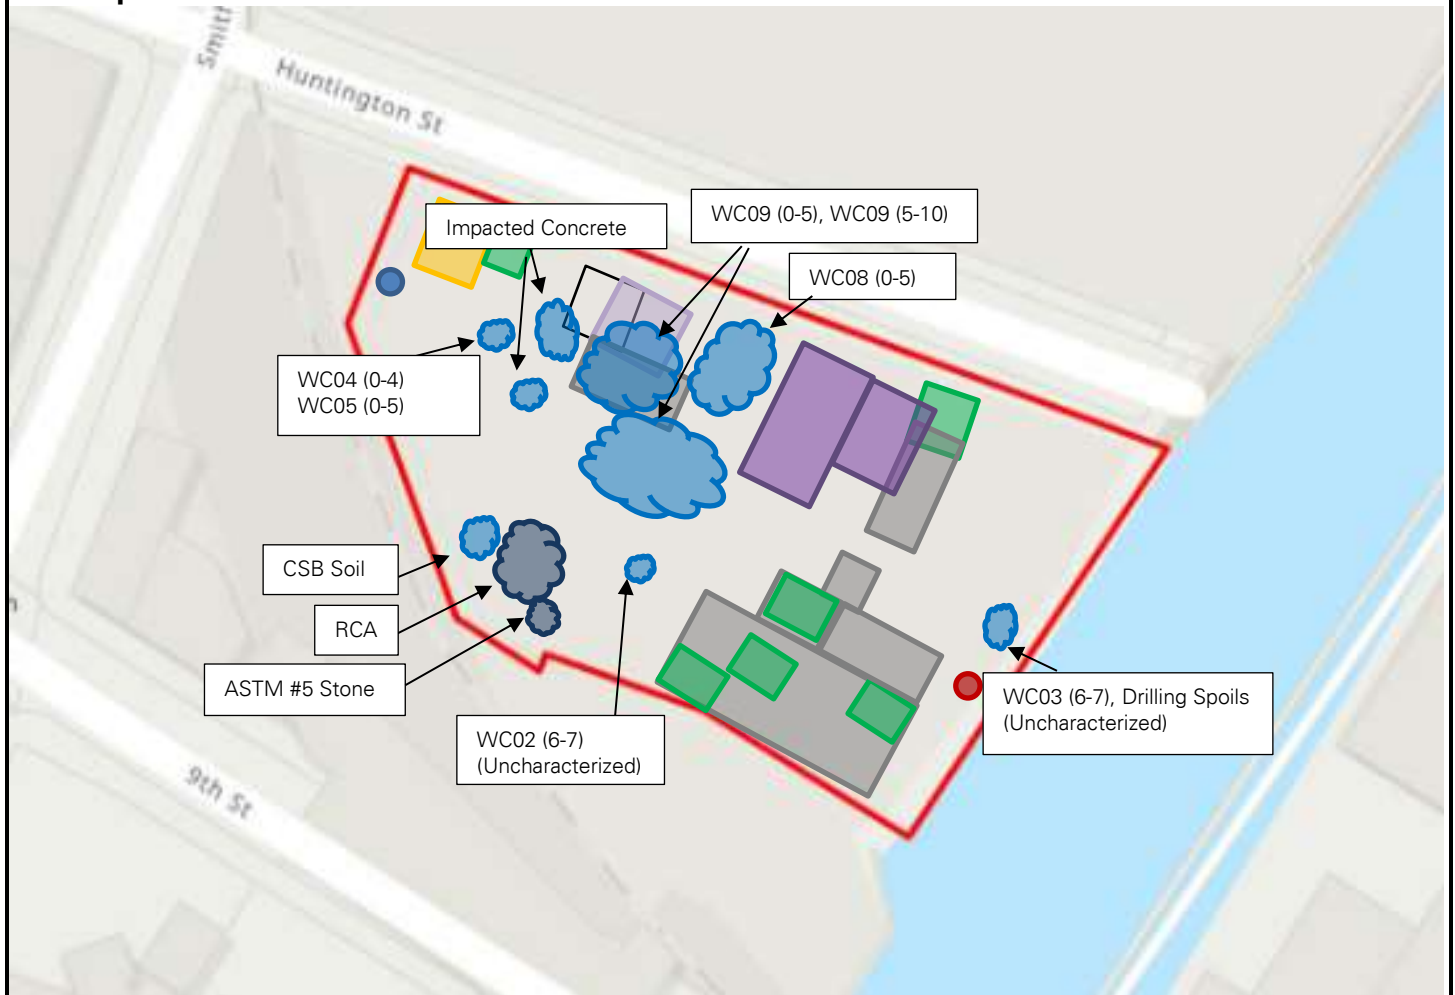 Smith
Huntington St
Impacted Concrete
WC09 (0-5), WC09 (5-10)
WC08 (0-5)
WC04 (0-4)
WC05 (0-5)
CSB Soil
RCA
ASTM #5 Stone
WC02 (6-7)
(Uncharacterized)
WC03 (6-7), Drilling Spoils
(Uncharacterized)
9th St